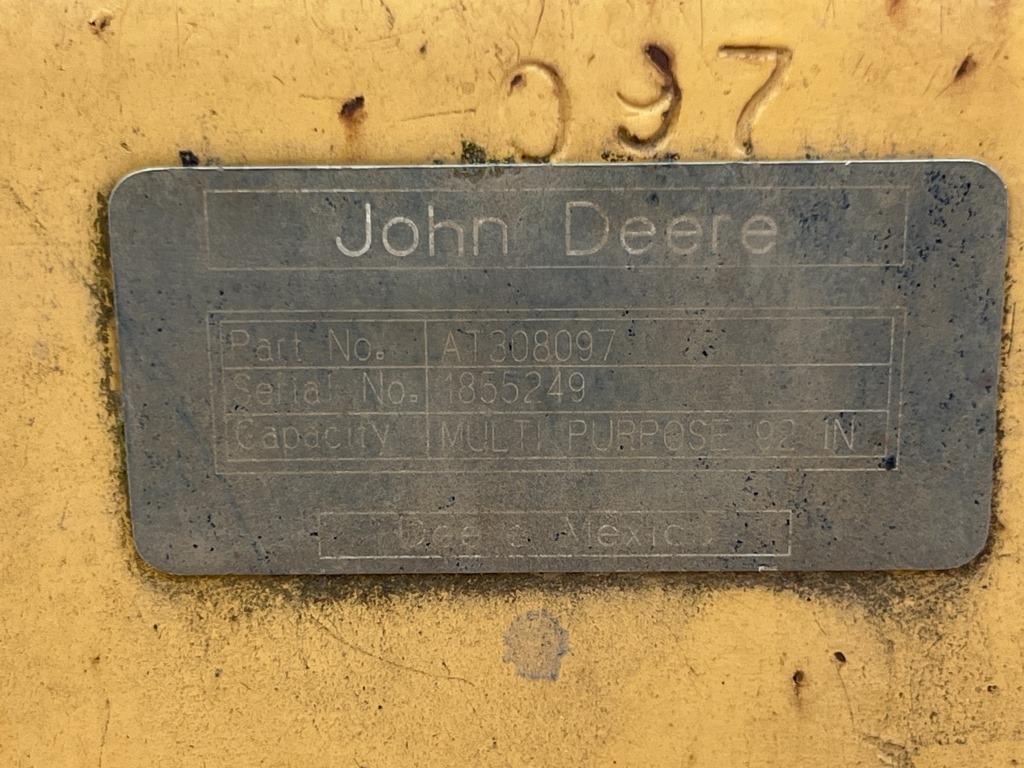 097
John Deere
Part No. AT308097
Serial No. 1855249
Capacity MULTI PURPOSE 92 IN
Deere Mexico